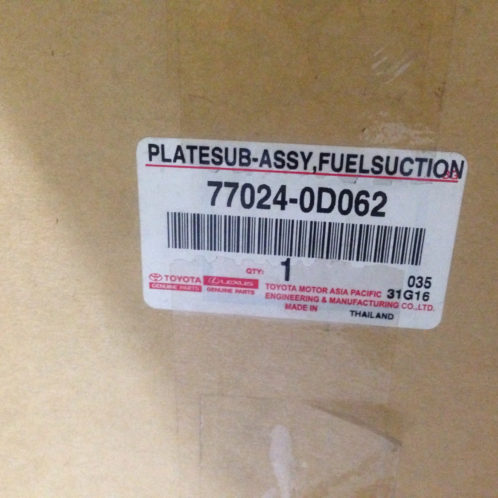 PLATESUB-ASSY,FUELSUCTION
77024-0D062
QTY: 1
035
TOYOTA
GENUINE PARTS
LEXUS
GENUINE PARTS
TOYOTA MOTOR ASIA PACIFIC 31G16
ENGINEERING & MANUFACTURING CO.,LTD.
MADE IN
THAILAND